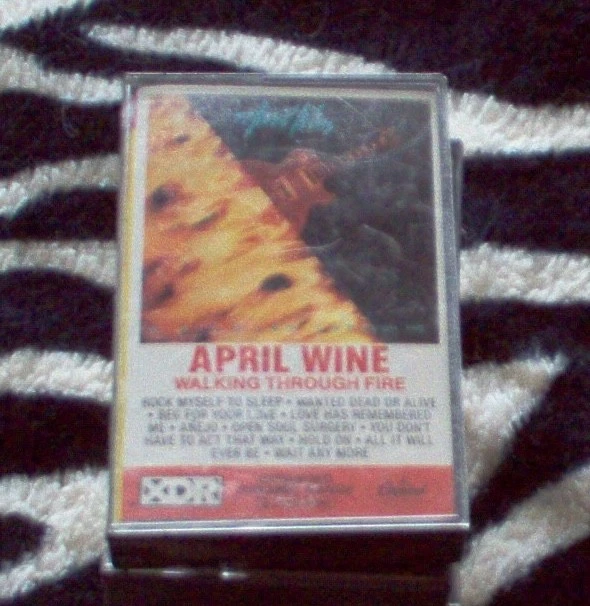 April Wine
APRIL WINE
WALKING THROUGH FIRE
ROCK MYSELF TO SLEEP • WANTED DEAD OR ALIVE
• BEG FOR YOUR LOVE • LOVE HAS REMEMBERED
ME • ANEJO • OPEN SOUL SURGERY • YOU DON'T
HAVE TO ACT THAT WAY • HOLD ON • ALL IT WILL
EVER BE • WAIT ANY MORE
XDR
Capitol